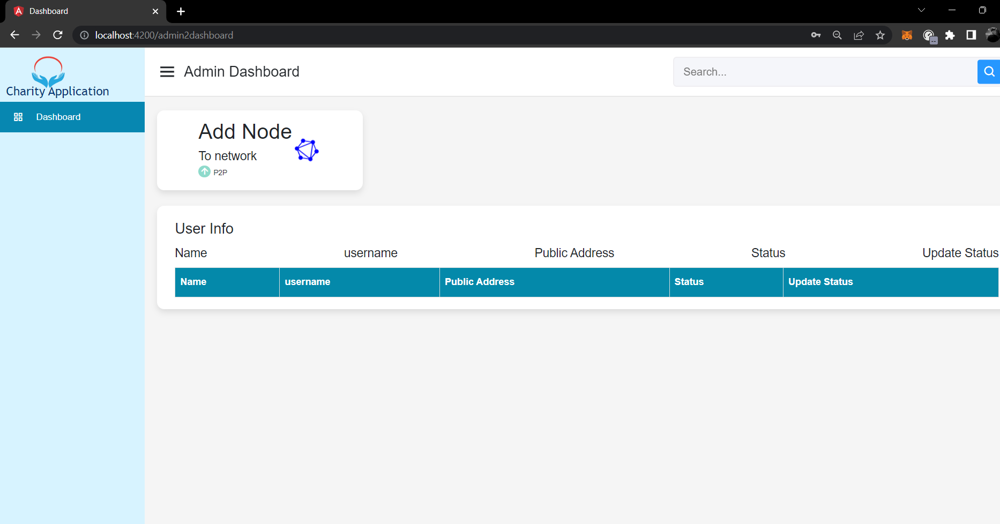 Dashboard
localhost:4200/admin2dashboard
Charity Application
Admin Dashboard
Search...
Dashboard
Add Node
To network
P2P
User Info
Name username Public Address Status Update Status
Name username Public Address Status Update Status